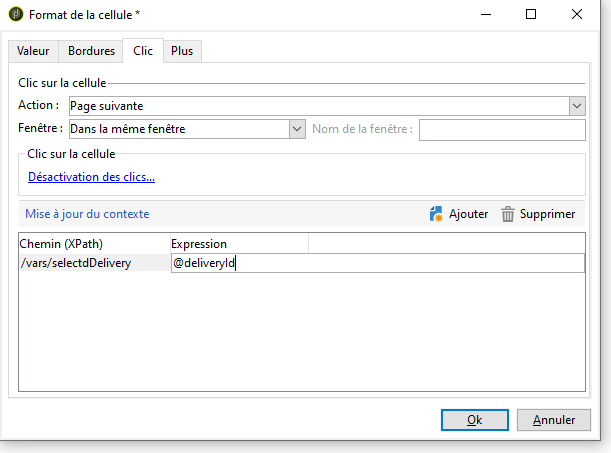 Format de la cellule *
Valeur Bordures Clic Plus
Clic sur la cellule
Action : Page suivante
Fenêtre : Dans la même fenêtre Nom de la fenêtre :
Clic sur la cellule
Désactivation des clics...
Mise à jour du contexte Ajouter Supprimer
Chemin (XPath) Expression
/vars/selectdDelivery @deliveryId
Ok Annuler